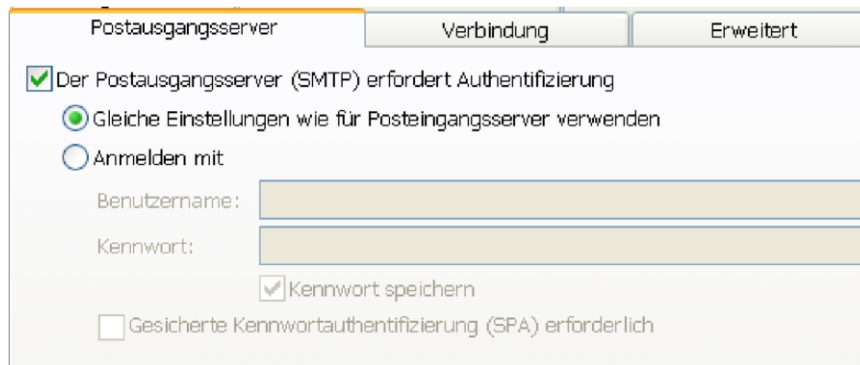 Postausgangsserver
Verbindung
Erweitert
Der Postausgangsserver (SMTP) erfordert Authentifizierung
Gleiche Einstellungen wie für Posteingangsserver verwenden
Anmelden mit
Benutzername:
Kennwort:
Kennwort speichern
Gesicherte Kennwortauthentifizierung (SPA) erforderlich